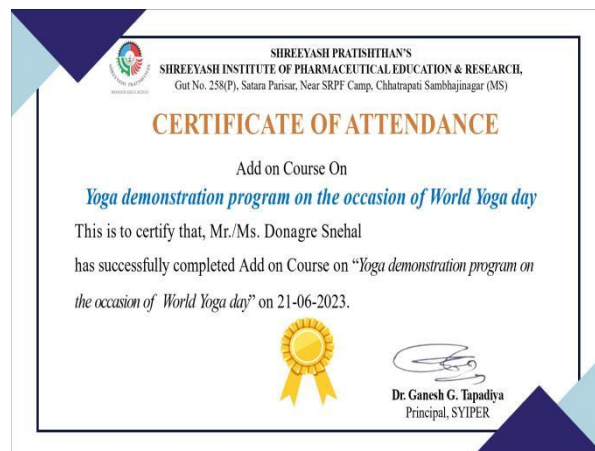 SHREEYASH PRATISHTHAN'S
SHREEYASH INSTITUTE OF PHARMACEUTICAL EDUCATION & RESEARCH,
Gut No. 258(P), Satara Parisar, Near SRPF Camp, Chhatrapati Sambhajinagar (MS)
SHREEYASH PRATISHTHAN
CERTIFICATE OF ATTENDANCE
Add on Course On
Yoga demonstration program on the occasion of World Yoga day
This is to certify that, Mr./Ms. Donagre Snehal
has successfully completed Add on Course on “Yoga demonstration program on
the occasion of World Yoga day” on 21-06-2023.
Dr. Ganesh G. Tapadiya
Principal, SYIPER